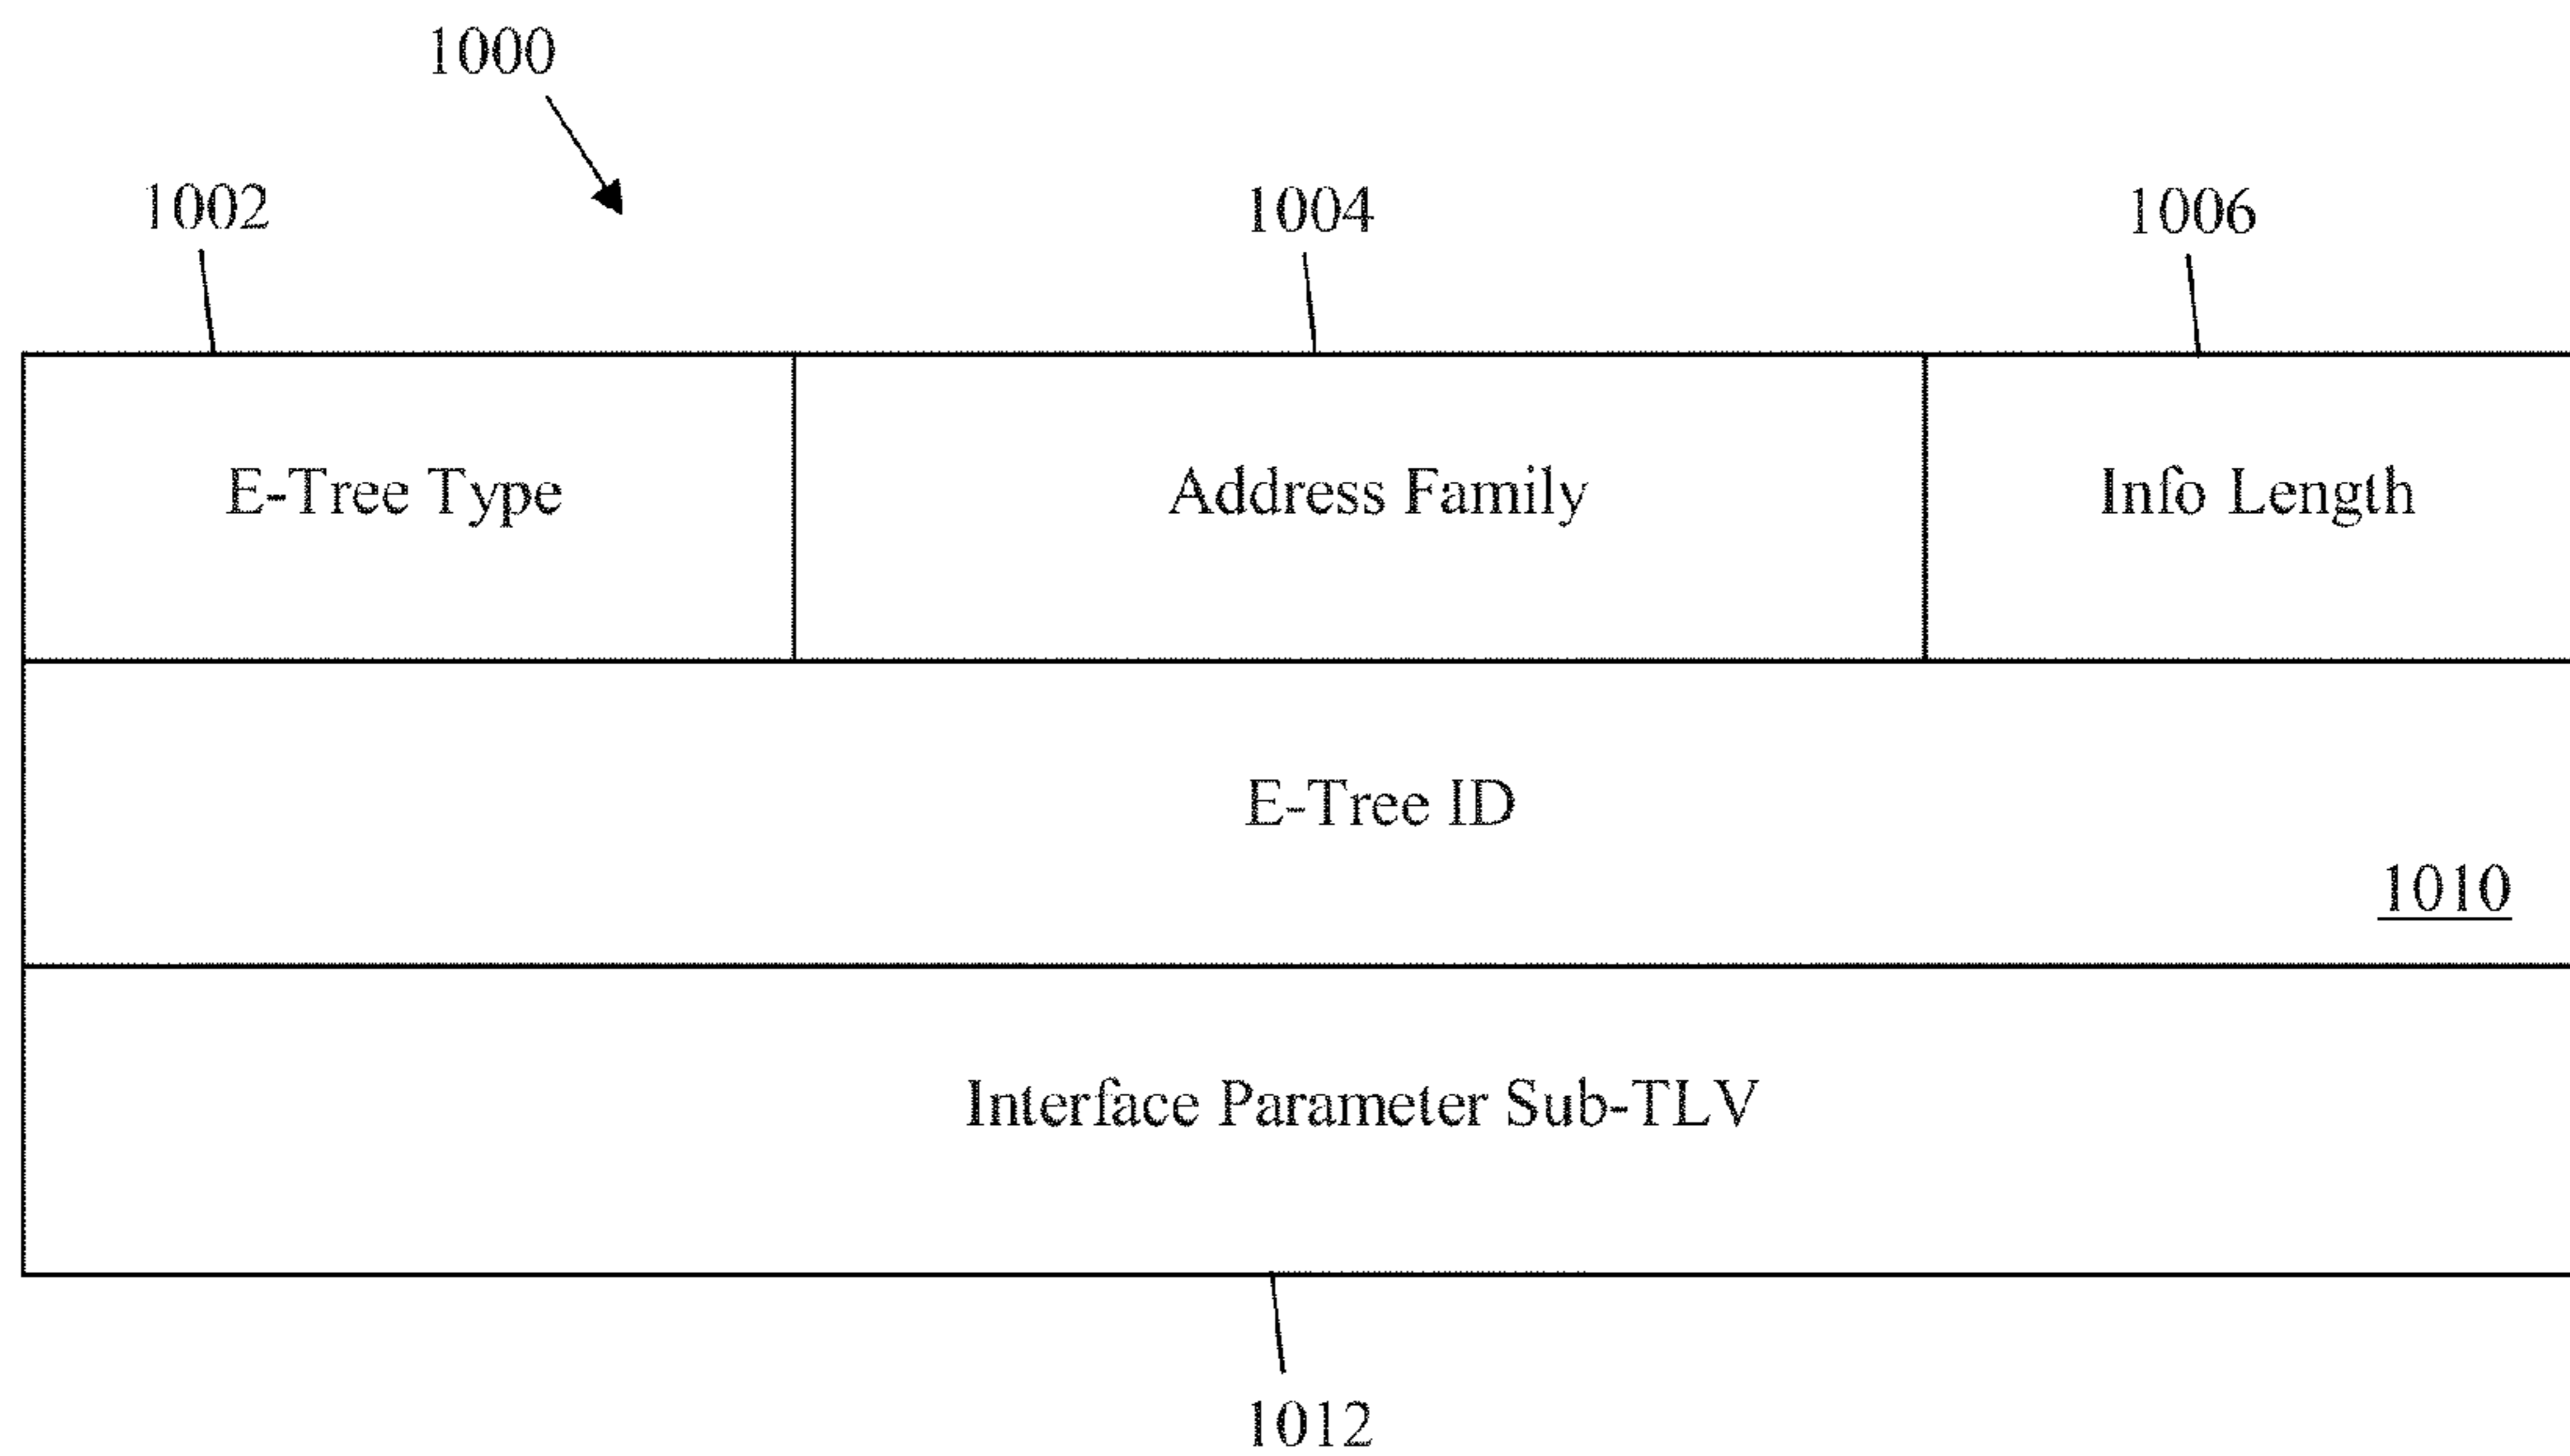 1000
1002 1004 1006
E-Tree Type Address Family Info Length
E-Tree ID
1010
Interface Parameter Sub-TLV
1012